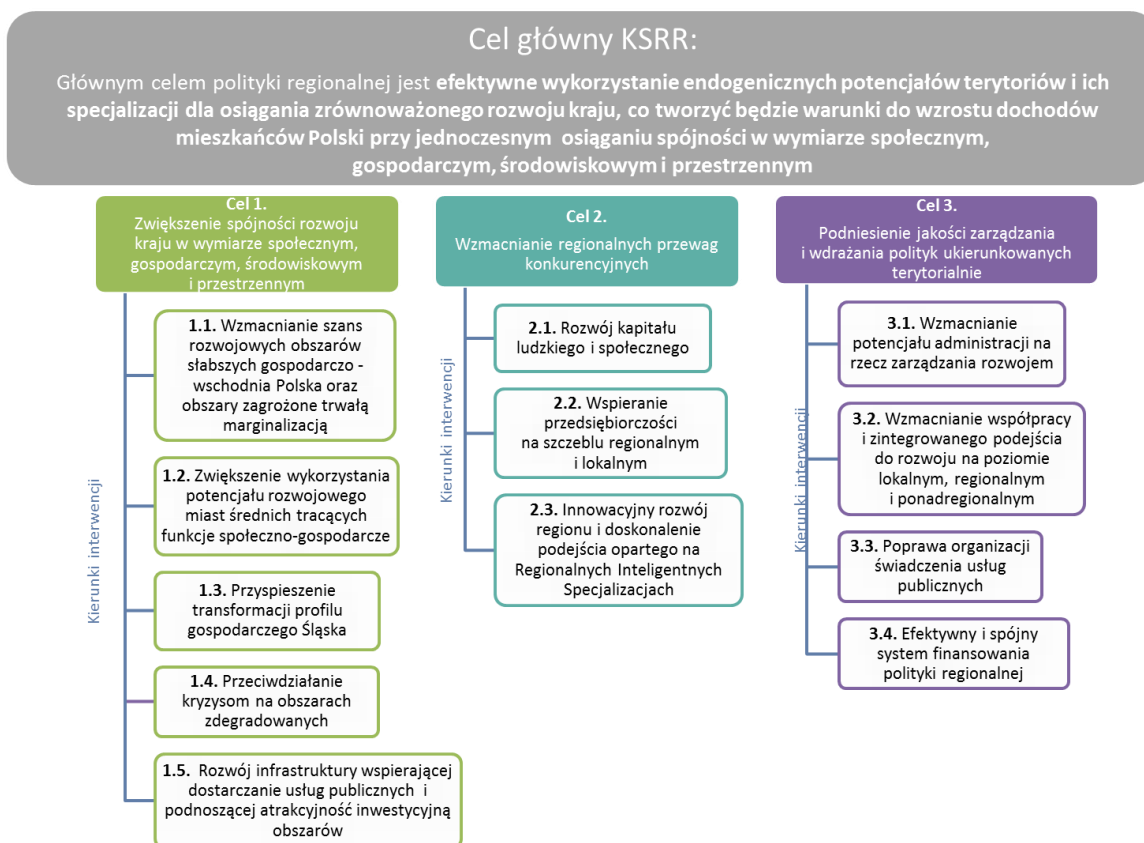 Cel główny KSRR:
Głównym celem polityki regionalnej jest efektywne wykorzystanie endogenicznych potencjałów terytoriów i ich
specjalizacji dla osiągania zrównoważonego rozwoju kraju, co tworzyć będzie warunki do wzrostu dochodów
mieszkańców Polski przy jednoczesnym osiąganiu spójności w wymiarze społecznym,
gospodarczym, środowiskowym i przestrzennym
Cel 1.
Zwiększenie spójności rozwoju
kraju w wymiarze społecznym,
gospodarczym, środowiskowym
i przestrzennym
Kierunki interwencji
1.1. Wzmacnianie szans
rozwojowych obszarów
słabszych gospodarczo -
wschodnia Polska oraz
obszary zagrożone trwałą
marginalizacją
1.2. Zwiększenie wykorzystania
potencjału rozwojowego
miast średnich tracących
funkcje społeczno-gospodarcze
1.3. Przyspieszenie
transformacji profilu
gospodarczego Śląska
1.4. Przeciwdziałanie
kryzysom na obszarach
zdegradowanych
1.5. Rozwój infrastruktury wspierającej
dostarczanie usług publicznych i
podnoszącej atrakcyjność inwestycyjną
obszarów
Cel 2.
Wzmacnianie regionalnych przewag
konkurencyjnych
Kierunki interwencji
2.1. Rozwój kapitału
ludzkiego i społecznego
2.2. Wspieranie
przedsiębiorczości
na szczeblu regionalnym
i lokalnym
2.3. Innowacyjny rozwój
regionu i doskonalenie
podejścia opartego na
Regionalnych Inteligentnych
Specjalizacjach
Cel 3.
Podniesienie jakości zarządzania
i wdrażania polityk ukierunkowanych
terytorialnie
Kierunki interwencji
3.1. Wzmacnianie
potencjału administracji na
rzecz zarządzania rozwojem
3.2. Wzmacnianie współpracy
i zintegrowanego podejścia
do rozwoju na poziomie
lokalnym, regionalnym
i ponadregionalnym
3.3. Poprawa organizacji
świadczenia usług
publicznych
3.4. Efektywny i spójny
system finansowania
polityki regionalnej